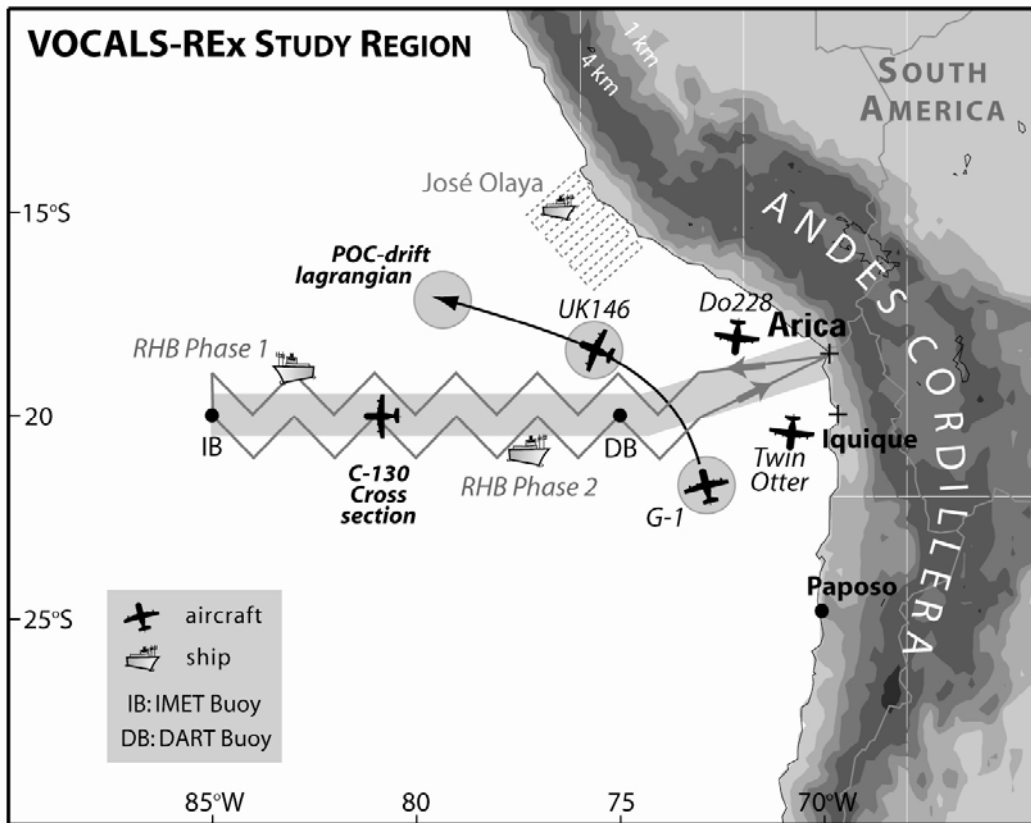 VOCALS-REx STUDY REGION
1 km
4 km
SOUTH
AMERICA
José Olaya
15°S
ANDES CORDILLERA
POC-drift
lagrangian
UK146
Do228
Arica
RHB Phase 1
20
IB
DB
Iquique
C-130
Cross
section
RHB Phase 2
Twin
Otter
G-1
Paposo
25°S
aircraft
ship
IB: IMET Buoy
DB: DART Buoy
85°W
80
75
70°W